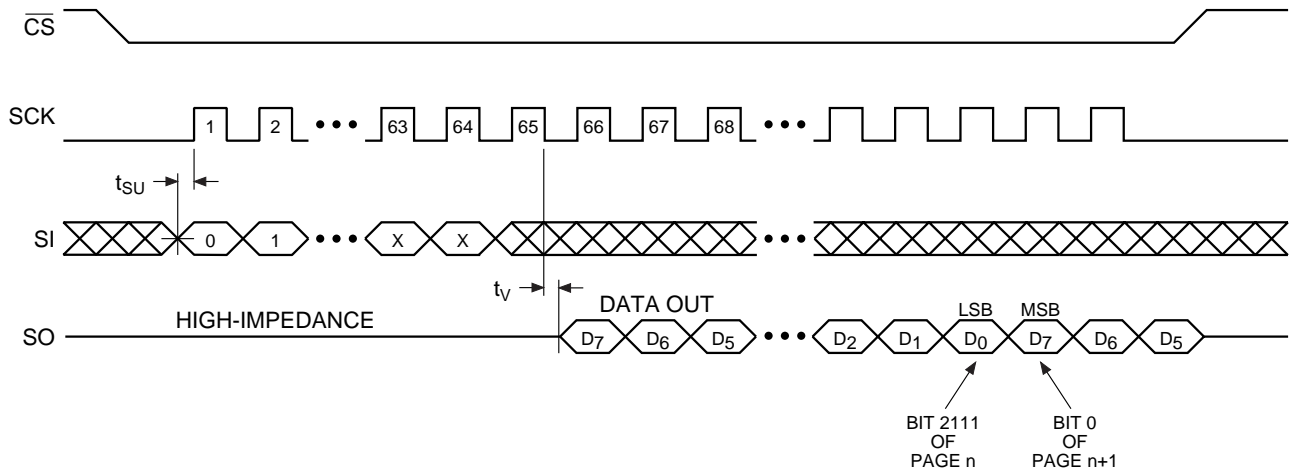 CS
SCK
1 2 ••• 63 64 65 66 67 68 •••
tSU
SI
0 1 ••• X X •••
tV
DATA OUT
HIGH-IMPEDANCE
LSB MSB
SO
D7 D6 D5 ••• D2 D1 D0 D7 D6 D5
BIT 2111
OF
PAGE n
BIT 0
OF
PAGE n+1